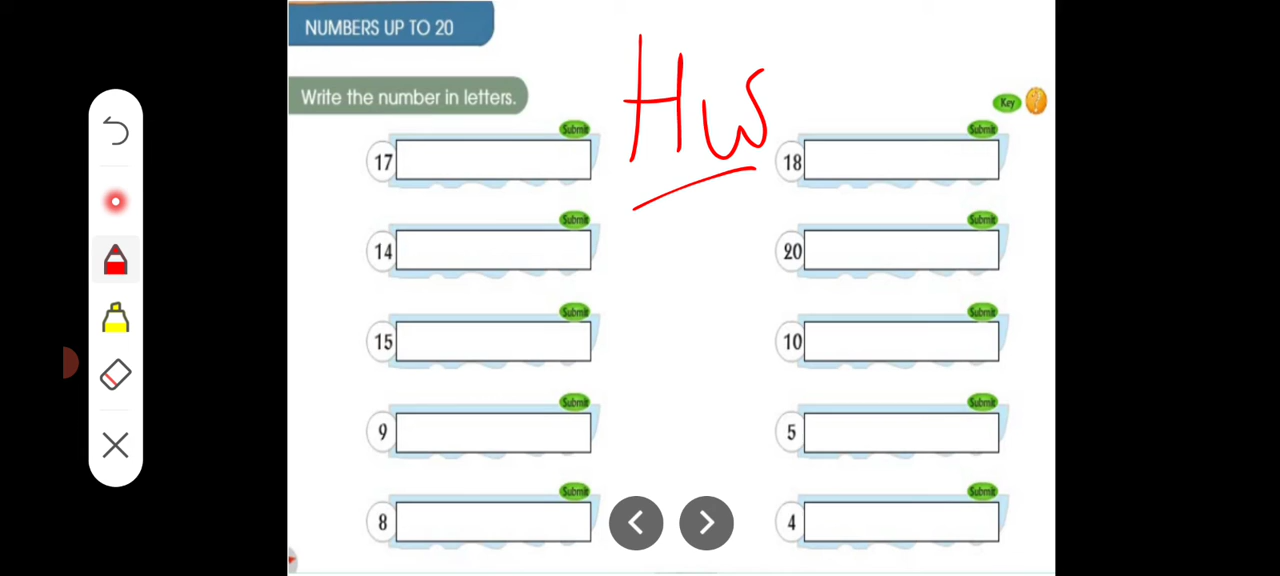 NUMBERS UP TO 20
Hw
Write the number in letters.
Key ?
Submit Submit
17 18
Submit Submit
14 20
Submit Submit
15 10
Submit Submit
9 5
Submit Submit
8 4